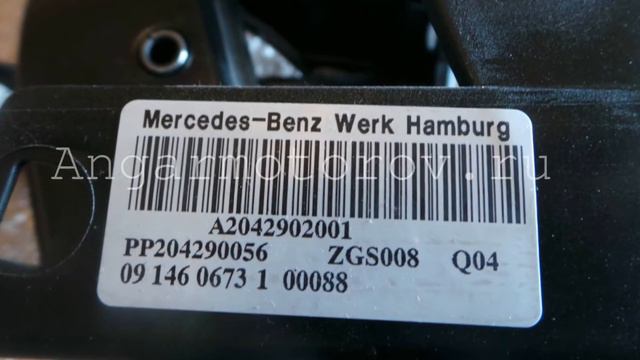 Mercedes-Benz Werk Hamburg
Angarmotorov.ru
A2042902001
PP204290056 ZGS008 Q04
09 146 0673 1 00088